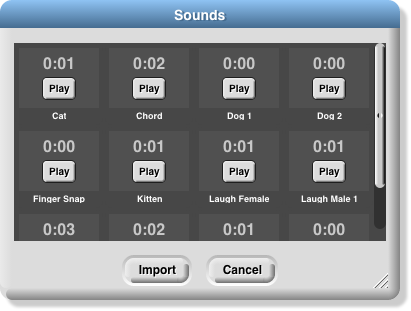 Sounds
0:01 0:02 0:00 0:00
Play Play Play Play
Cat Chord Dog 1 Dog 2
0:00 0:01 0:01 0:01
Play Play Play Play
Finger Snap Kitten Laugh Female Laugh Male 1
0:03 0:02 0:01 0:00
Import Cancel